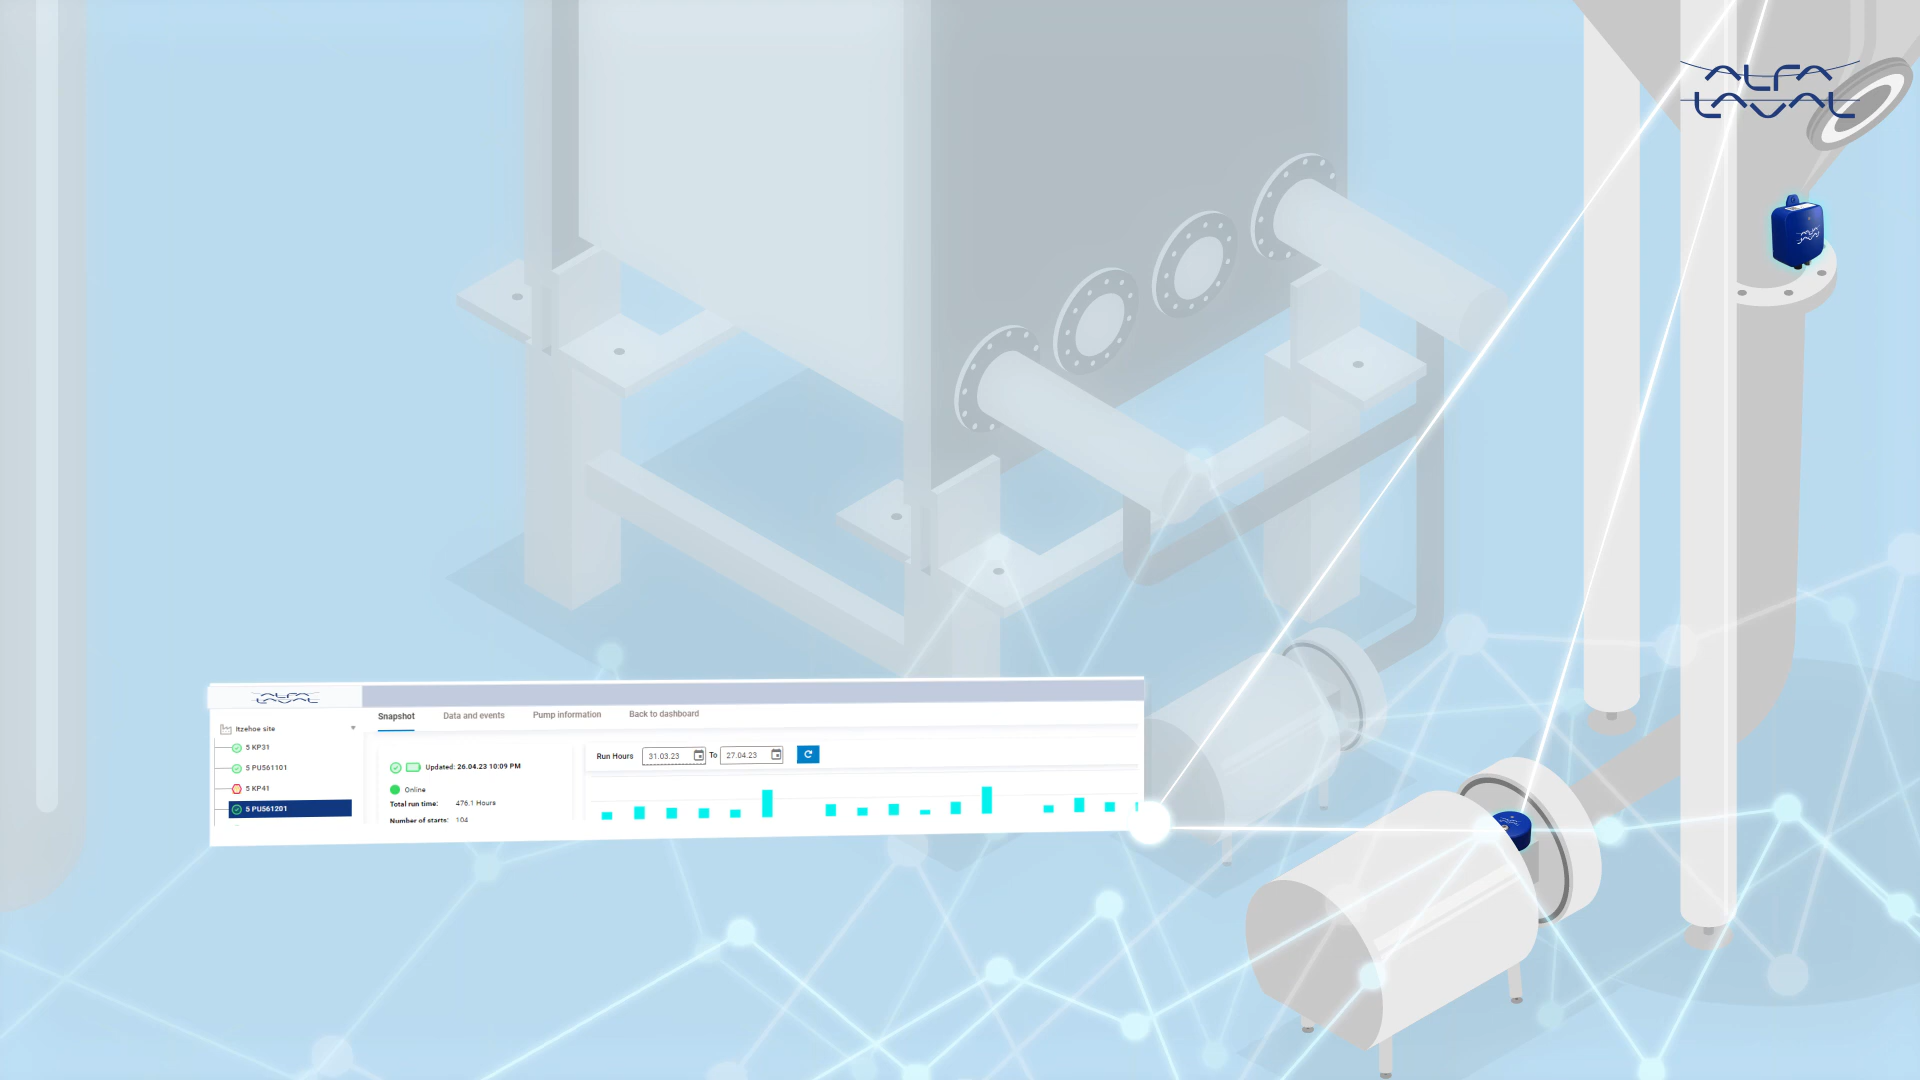 ALFA
LAVAL
ALFA
LAVAL
Snapshot Data and events Pump information Back to dashboard
Itzehoe site
5 KP31
5 PU561101
5 KP41
5 PU561201
Updated: 26.04.23 10:09 PM
Online
Total run time: 476.1 Hours
Number of starts: 104
Run Hours 31.03.23 To 27.04.23